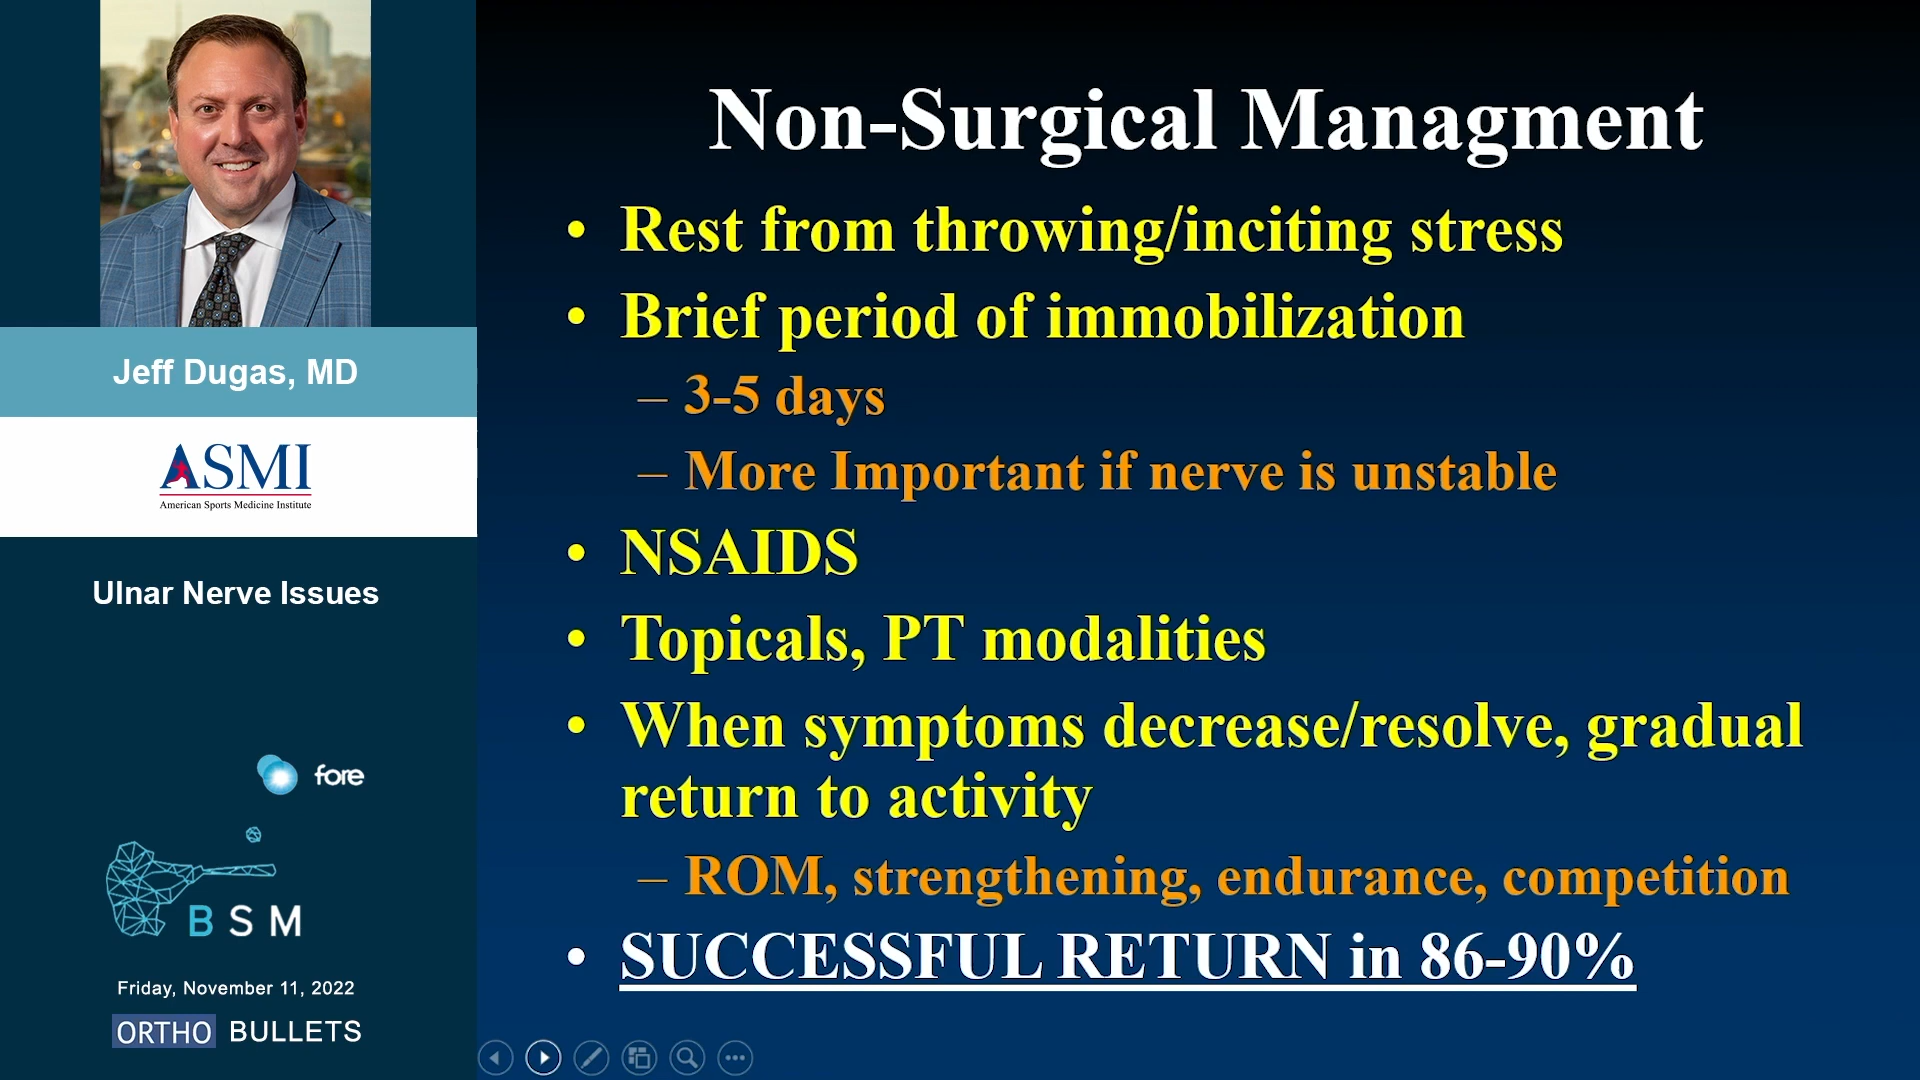 Jeff Dugas, MD
ASMI
American Sports Medicine Institute
Ulnar Nerve Issues
fore
BSM
Friday, November 11, 2022
ORTHO BULLETS
Non-Surgical Managment
• Rest from throwing/inciting stress
• Brief period of immobilization
– 3-5 days
– More Important if nerve is unstable
• NSAIDS
• Topicals, PT modalities
• When symptoms decrease/resolve, gradual
return to activity
– ROM, strengthening, endurance, competition
• SUCCESSFUL RETURN in 86-90%